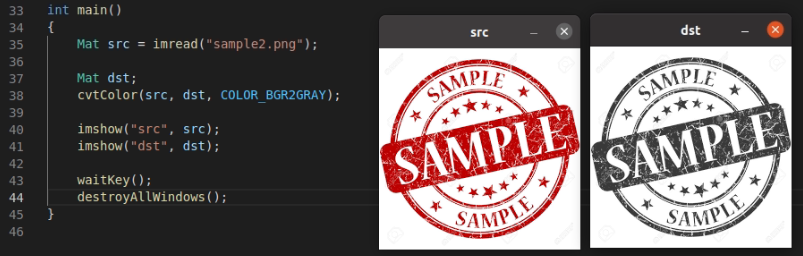 33 int main()
34 {
35 Mat src = imread("sample2.png");
36
37 Mat dst;
38 cvtColor(src, dst, COLOR_BGR2GRAY);
39
40 imshow("src", src);
41 imshow("dst", dst);
42
43 waitKey();
44 destroyAllWindows();
45 }
46
src
SAMPLE
SAMPLE
SAMPLE
dst
SAMPLE
SAMPLE
SAMPLE